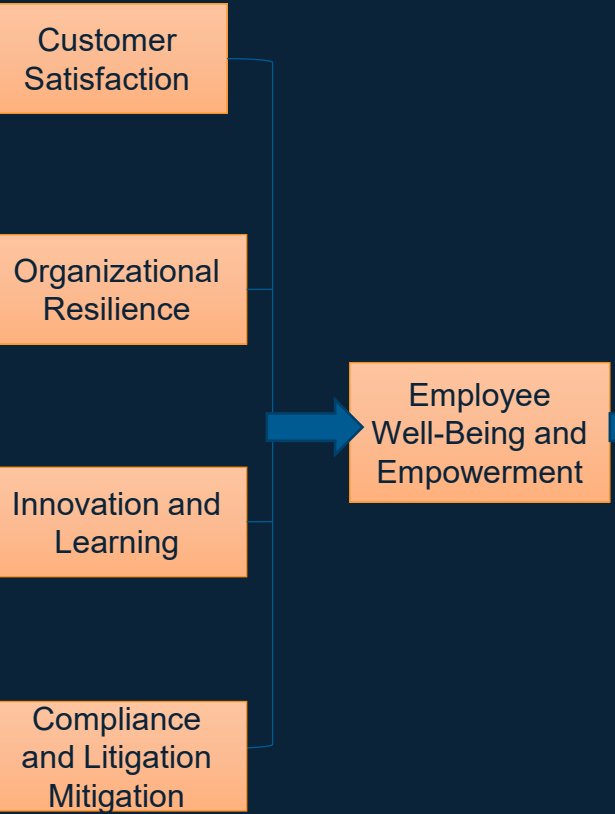 Customer
Satisfaction
Organizational
Resilience
Employee
Well-Being and
Empowerment
Innovation and
Learning
Compliance
and Litigation
Mitigation